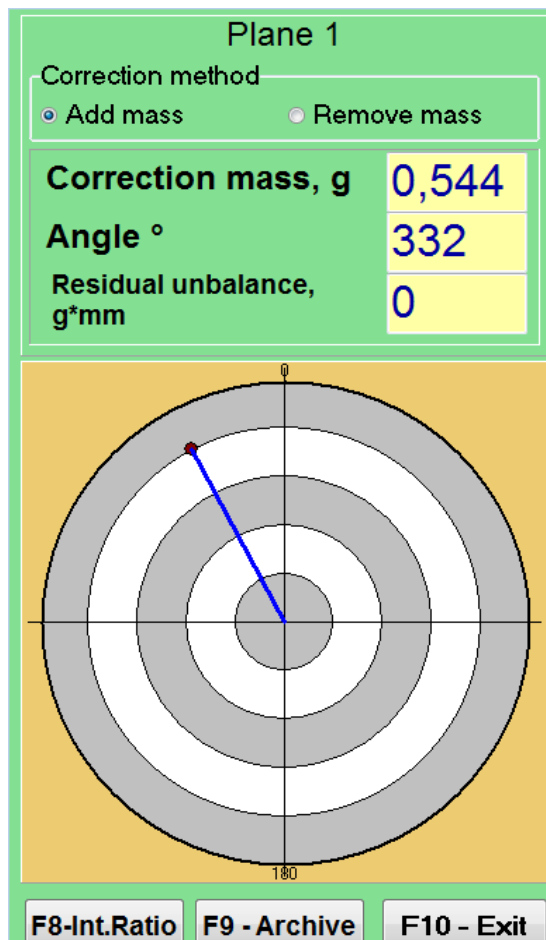 Plane 1
Correction method
Add mass Remove mass
Correction mass, g 0,544
Angle ° 332
Residual unbalance,
g*mm 0
0
180
F8-Int.Ratio F9 - Archive F10 - Exit